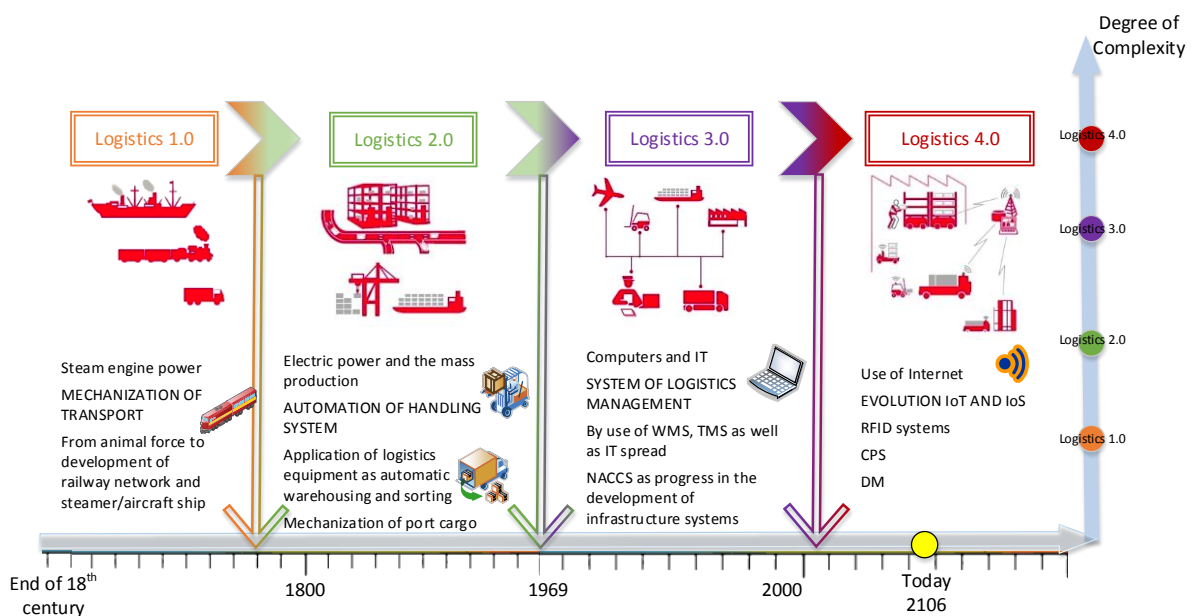 Degree of
Complexity
Logistics 1.0
Logistics 2.0
Logistics 3.0
Logistics 4.0
Logistics 4.0
Logistics 3.0
Logistics 2.0
Logistics 1.0
Steam engine power
MECHANIZATION OF
TRANSPORT
From animal force to
development of
railway network and
steamer/aircraft ship
Electric power and the mass
production
AUTOMATION OF HANDLING
SYSTEM
Application of logistics
equipment as automatic
warehousing and sorting
Mechanization of port cargo
Computers and IT
SYSTEM OF LOGISTICS
MANAGEMENT
By use of WMS, TMS as well
as IT spread
NACCS as progress in the
development of
infrastructure systems
Use of Internet
EVOLUTION IoT AND IoS
RFID systems
CPS
DM
End of 18th
century
1800
1969
2000
Today
2106